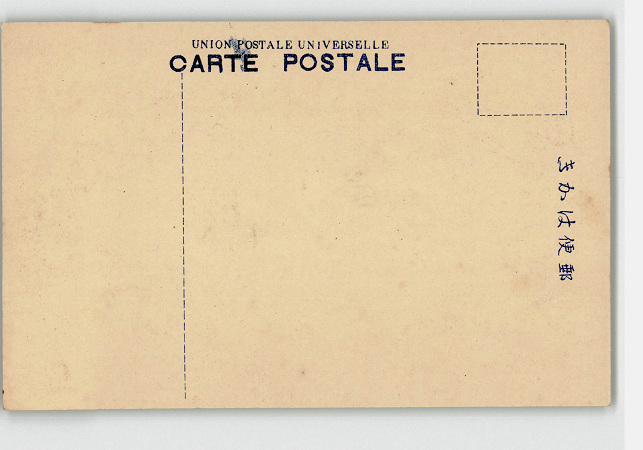 UNION POSTALE UNIVERSELLE
CARTE POSTALE
郵便はかき